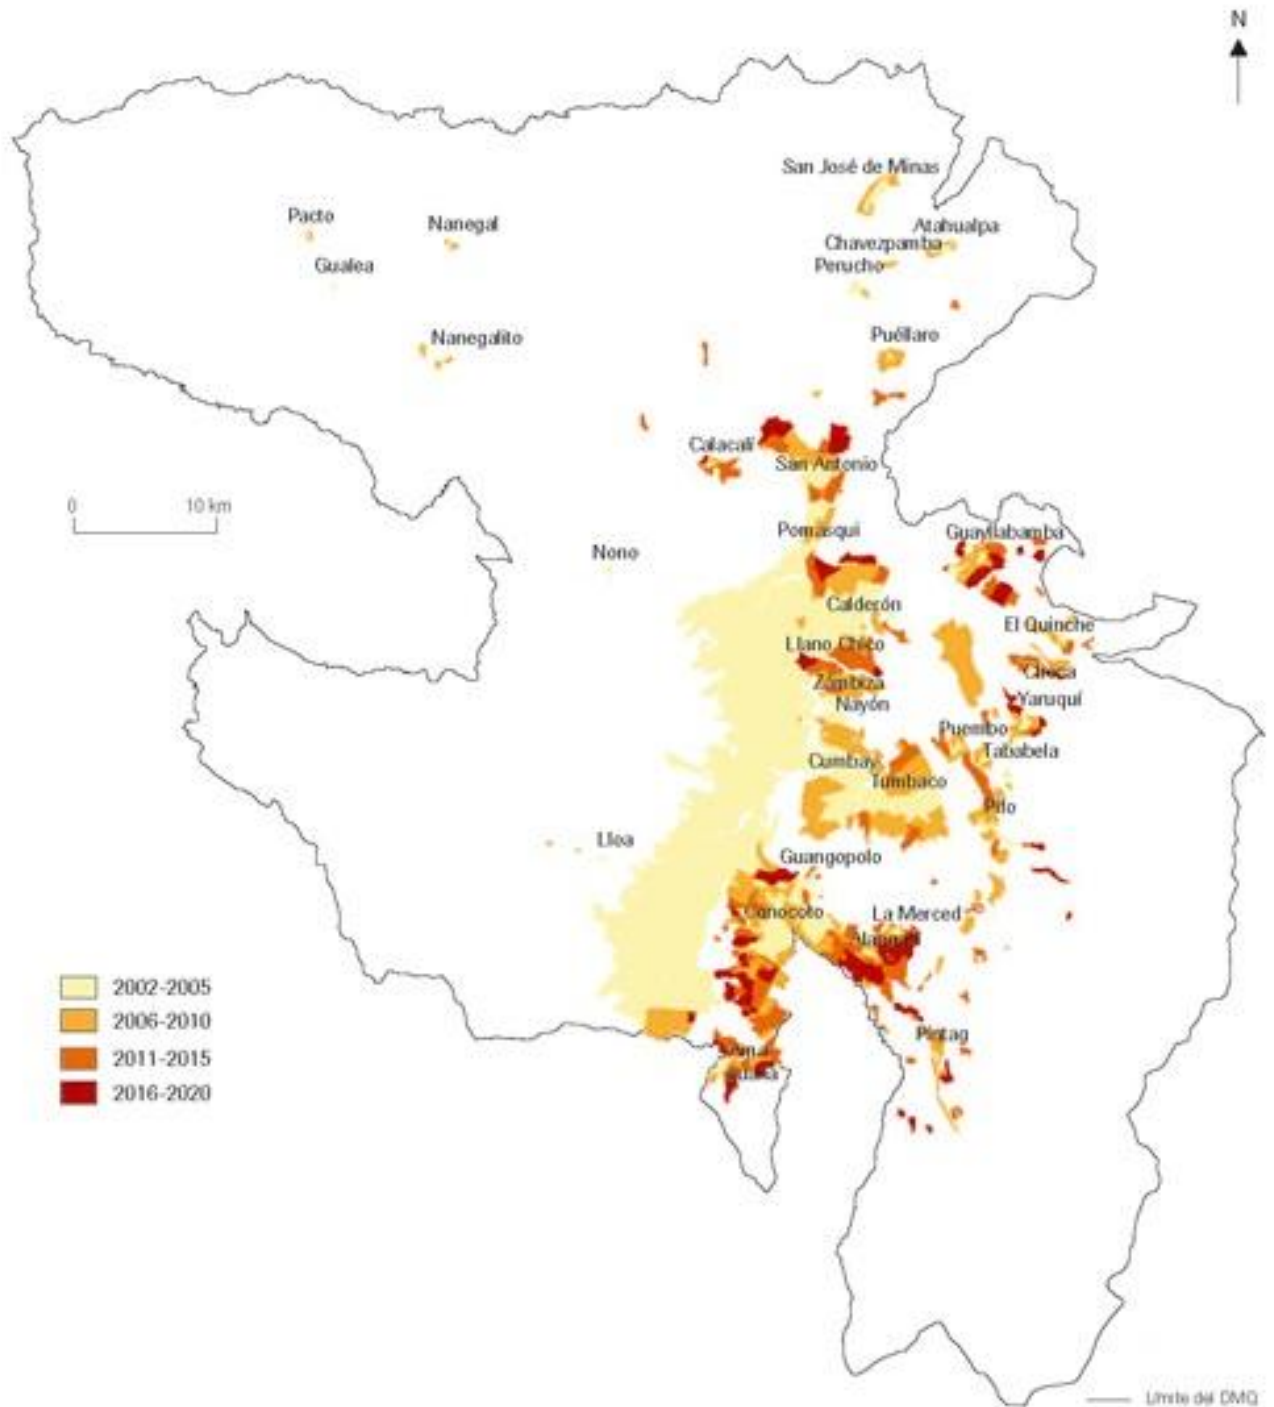 N
San José de Minas
Pacto
Nanegal
Atahualpa
Chavezpamba
Gualea
Perucho
Nanegalito
Puéllaro
Calacalí
San Antonio
0 10 km
Pomasqui
Guayllabamba
Nono
Calderón
El Quinche
Llano Chico
Checa
Zámbiza
Yaruquí
Nayón
Puembo
Tababela
Cumbay
Tumbaco
Pifo
Lloa
Guangopolo
Conocoto
La Merced
Alangasí
2002-2005
2006-2010
2011-2015
2016-2020
Pintag
Límite del DMQ